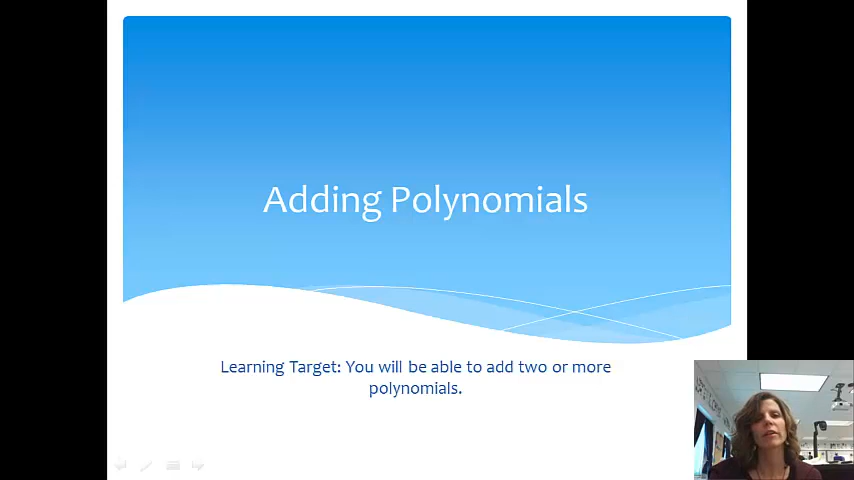 Adding Polynomials
Learning Target: You will be able to add two or more
polynomials.